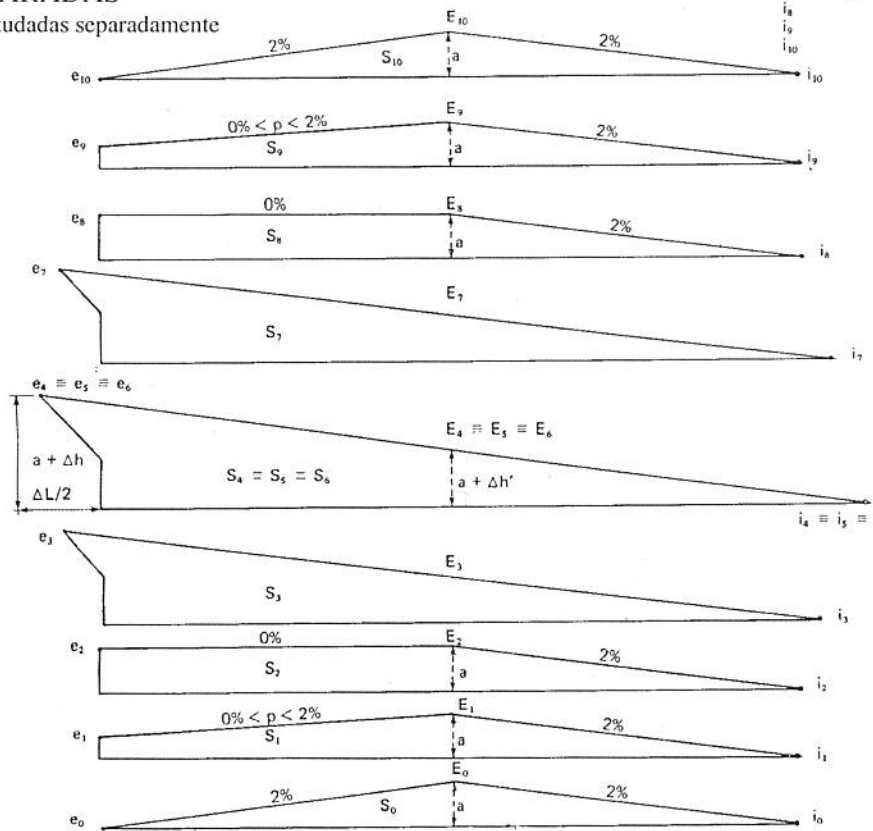 tudadas separadamente
i₈
i₉
i₁₀
E₁₀
2% 2%
S₁₀ a
e₁₀ i₁₀
E₉
0% < p < 2% 2%
e₉ S₉ a i₉
0% E₈
e₈ 2%
S₈ a i₈
e₇ E₇
S₇
i₇
e₄ ≡ e₅ ≡ e₆
E₄ ≡ E₅ ≡ E₆
a + Δh
S₄ = S₅ = S₆ a + Δh'
ΔL/2
i₄ ≡ i₅ ≡
e₃
E₃
S₃
i₃
0% E₂
e₂ 2%
S₂ a i₂
E₁
0% < p < 2% 2%
e₁ S₁ a i₁
E₀
2% 2%
S₀ a
e₀ i₀